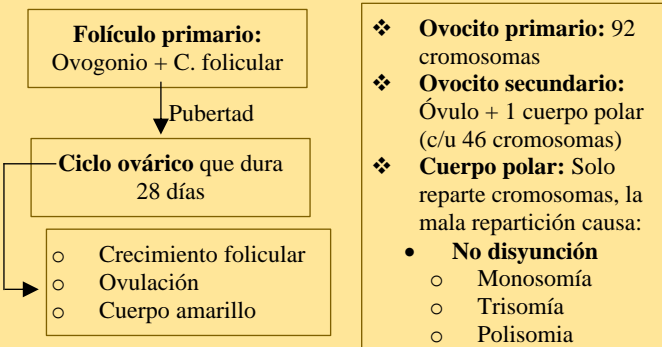 Folículo primario:
Ovogonio + C. folicular
Pubertad
Ciclo ovárico que dura
28 días
o Crecimiento folicular
o Ovulación
o Cuerpo amarillo
❖ Ovocito primario: 92
cromosomas
❖ Ovocito secundario:
Óvulo + 1 cuerpo polar
(c/u 46 cromosomas)
❖ Cuerpo polar: Solo
reparte cromosomas, la
mala repartición causa:
• No disyunción
o Monosomía
o Trisomía
o Polisomia